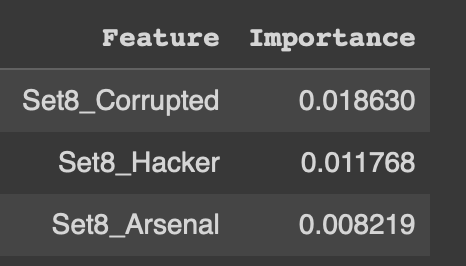 Feature Importance
Set8_Corrupted 0.018630
Set8_Hacker 0.011768
Set8_Arsenal 0.008219